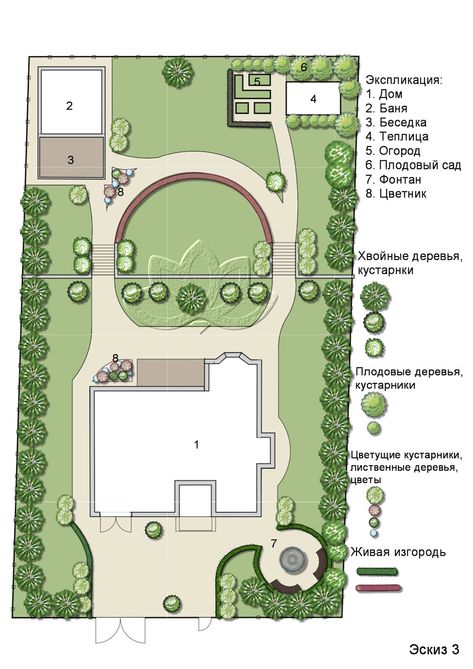 Экспликация:
1. Дом
2. Баня
3. Беседка
4. Теплица
5. Огород
6. Плодовый сад
7. Фонтан
8. Цветник
Хвойные деревья,
кустарнки
Плодовые деревья,
кустарники
Цветущие кустарники,
лиственные деревья,
цветы
Живая изгородь
Эскиз 3
2
3
5
6
4
8
8
1
7